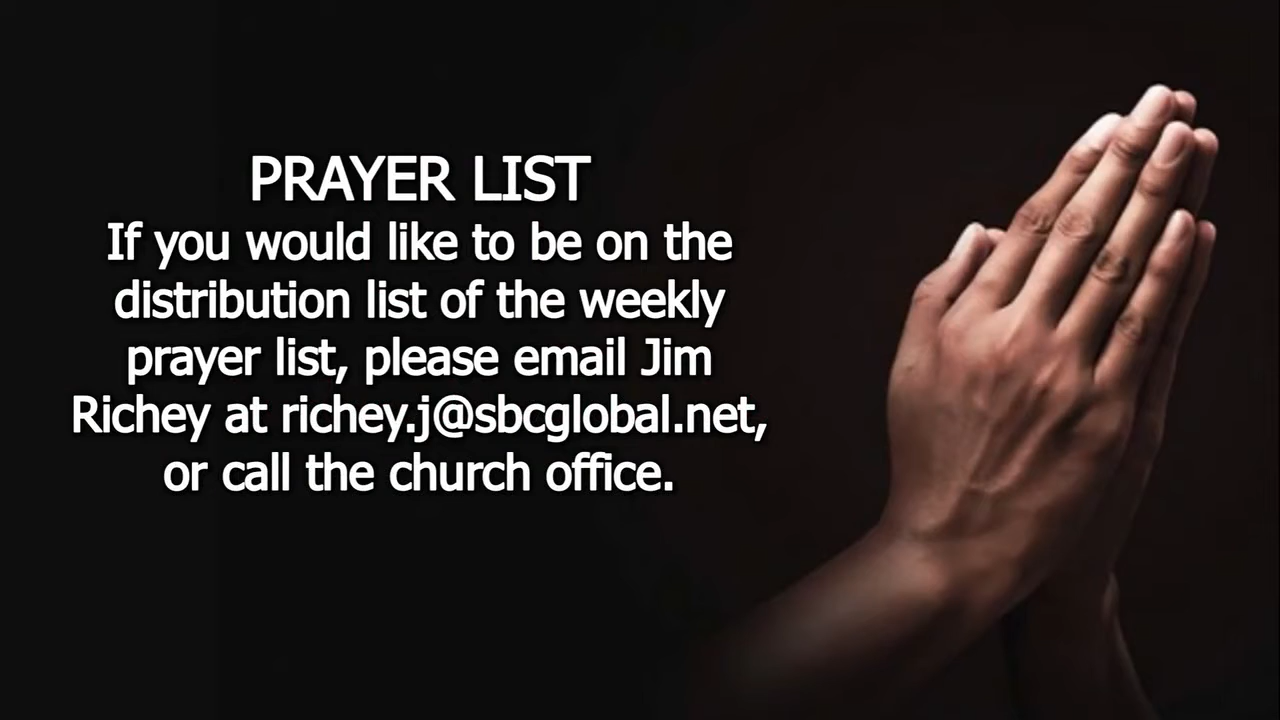 PRAYER LIST
If you would like to be on the
distribution list of the weekly
prayer list, please email Jim
Richey at richey.j@sbcglobal.net,
or call the church office.